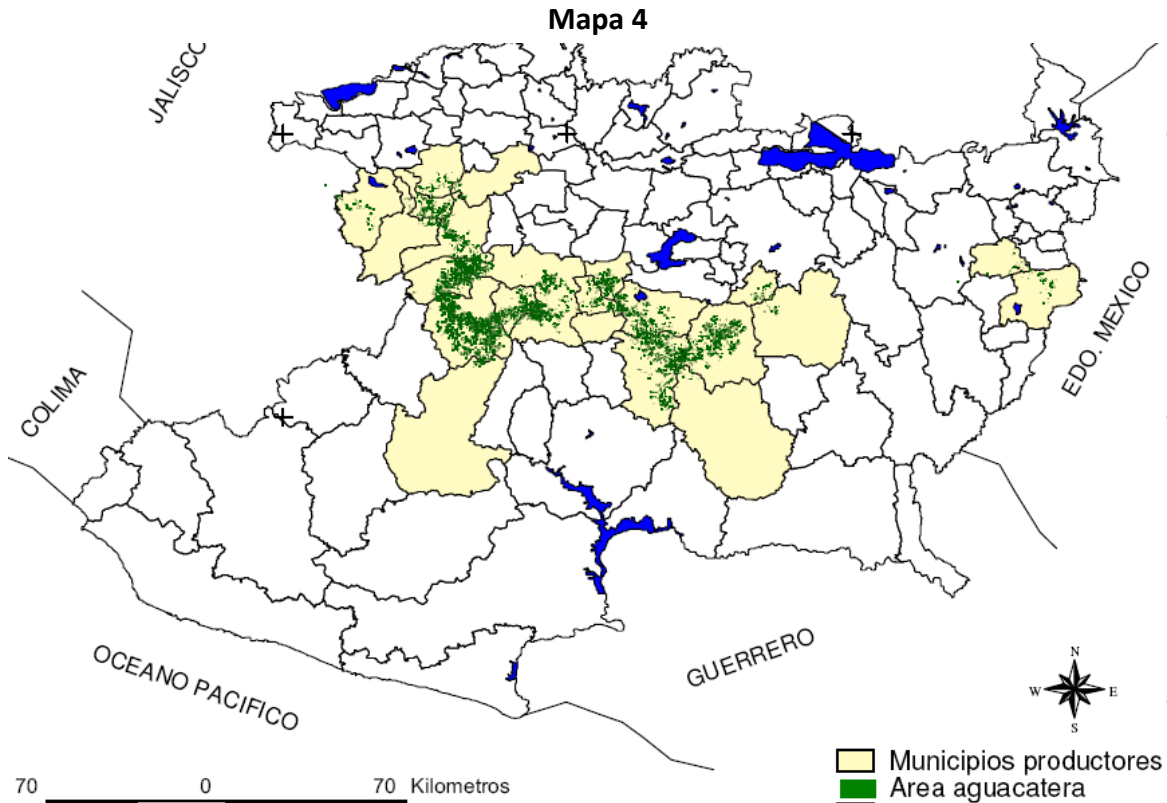 Mapa 4
JALISCO
COLIMA
EDO. MEXICO
OCEANO PACIFICO
GUERRERO
N
W E
S
Municipios productores
Area aguacatera
70 0 70 Kilometros